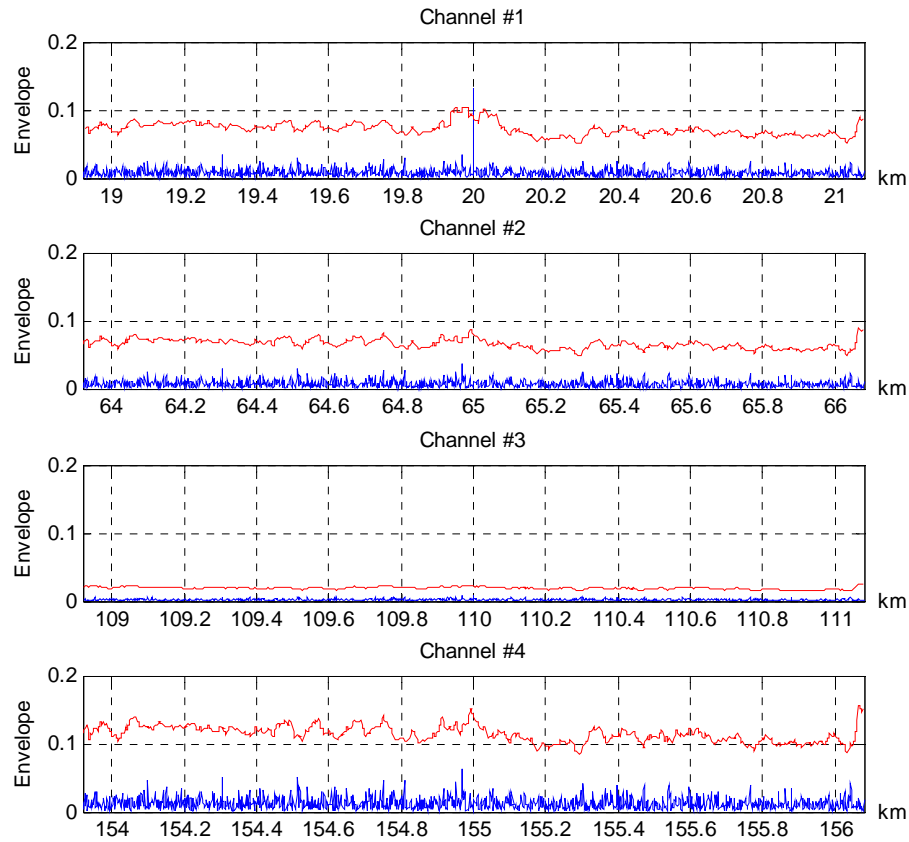 Channel #1
0.2
0.1
0
Envelope
19 19.2 19.4 19.6 19.8 20 20.2 20.4 20.6 20.8 21 km
Channel #2
0.2
0.1
0
Envelope
64 64.2 64.4 64.6 64.8 65 65.2 65.4 65.6 65.8 66 km
Channel #3
0.2
0.1
0
Envelope
109 109.2 109.4 109.6 109.8 110 110.2 110.4 110.6 110.8 111 km
Channel #4
0.2
0.1
0
Envelope
154 154.2 154.4 154.6 154.8 155 155.2 155.4 155.6 155.8 156 km